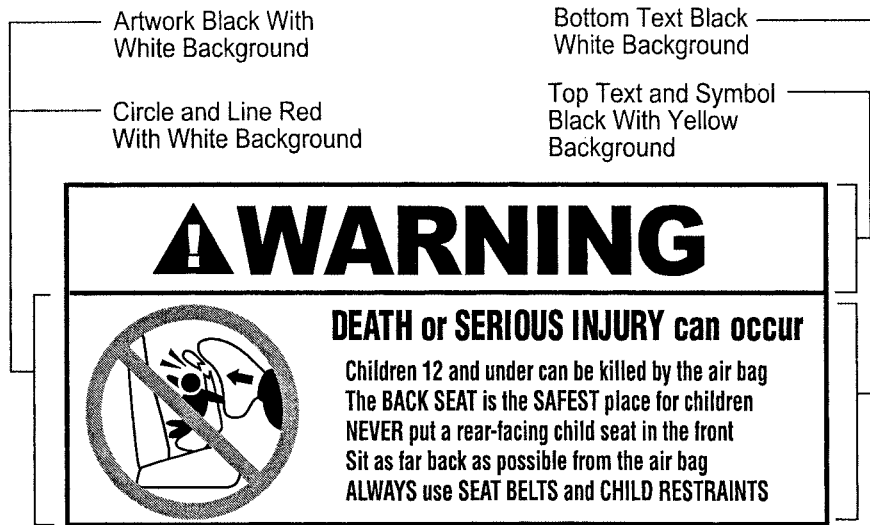 Artwork Black With
White Background
Circle and Line Red
With White Background
Bottom Text Black
White Background
Top Text and Symbol
Black With Yellow
Background
WARNING
DEATH or SERIOUS INJURY can occur
Children 12 and under can be killed by the air bag
The BACK SEAT is the SAFEST place for children
NEVER put a rear-facing child seat in the front
Sit as far back as possible from the air bag
ALWAYS use SEAT BELTS and CHILD RESTRAINTS